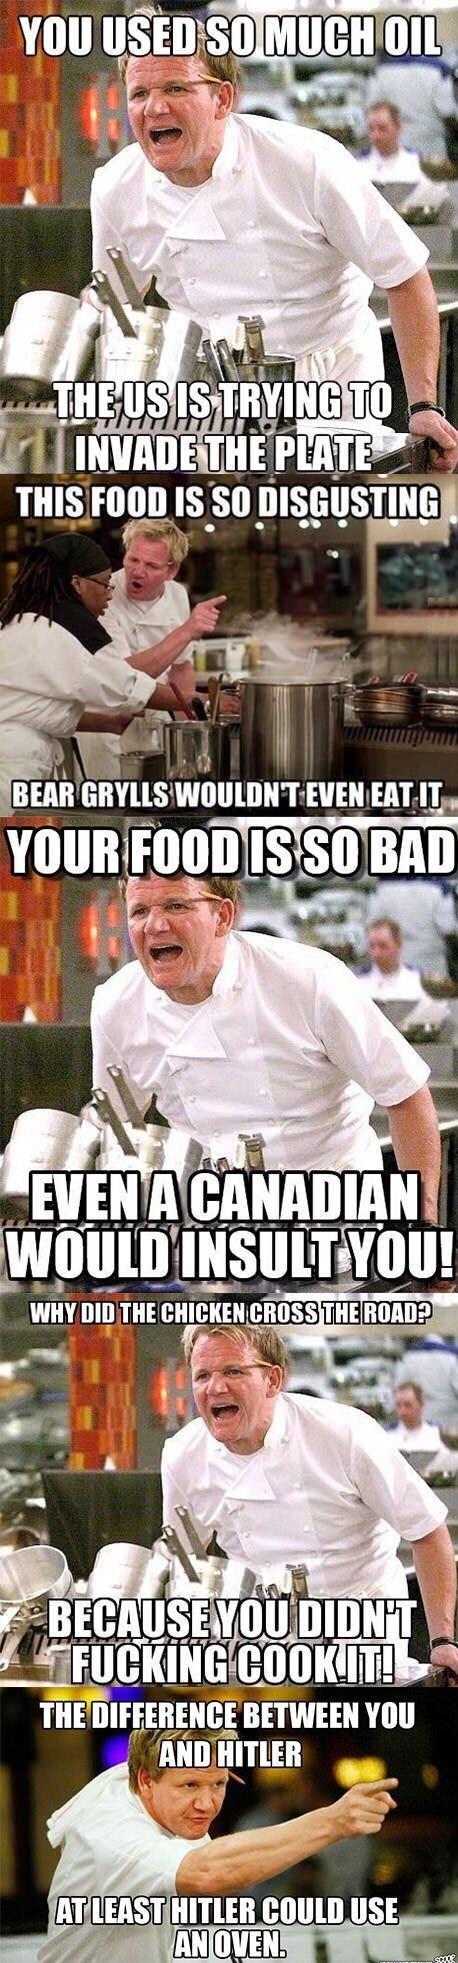 YOU USED SO MUCH OIL
THE US IS TRYING TO
INVADE THE PLATE
THIS FOOD IS SO DISGUSTING
BEAR GRYLLS WOULDN'T EVEN EAT IT
YOUR FOOD IS SO BAD
EVEN A CANADIAN
WOULD INSULT YOU!
WHY DID THE CHICKEN CROSS THE ROAD?
BECAUSE YOU DIDN'T
FUCKING COOK IT!
THE DIFFERENCE BETWEEN YOU
AND HITLER
AT LEAST HITLER COULD USE
AN OVEN.